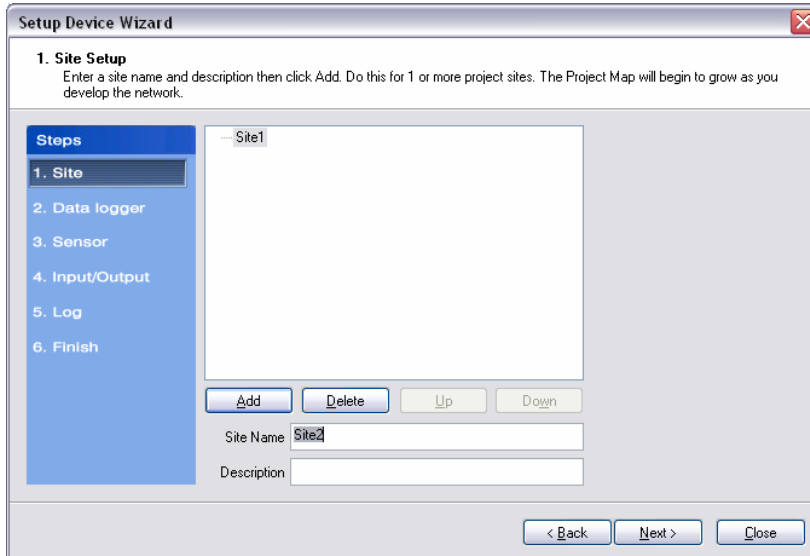 Setup Device Wizard
1. Site Setup
Enter a site name and description then click Add. Do this for 1 or more project sites. The Project Map will begin to grow as you
develop the network.
Steps
1. Site
2. Data logger
3. Sensor
4. Input/Output
5. Log
6. Finish
Site1
Add Delete Up Down
Site Name Site2
Description
< Back Next > Close